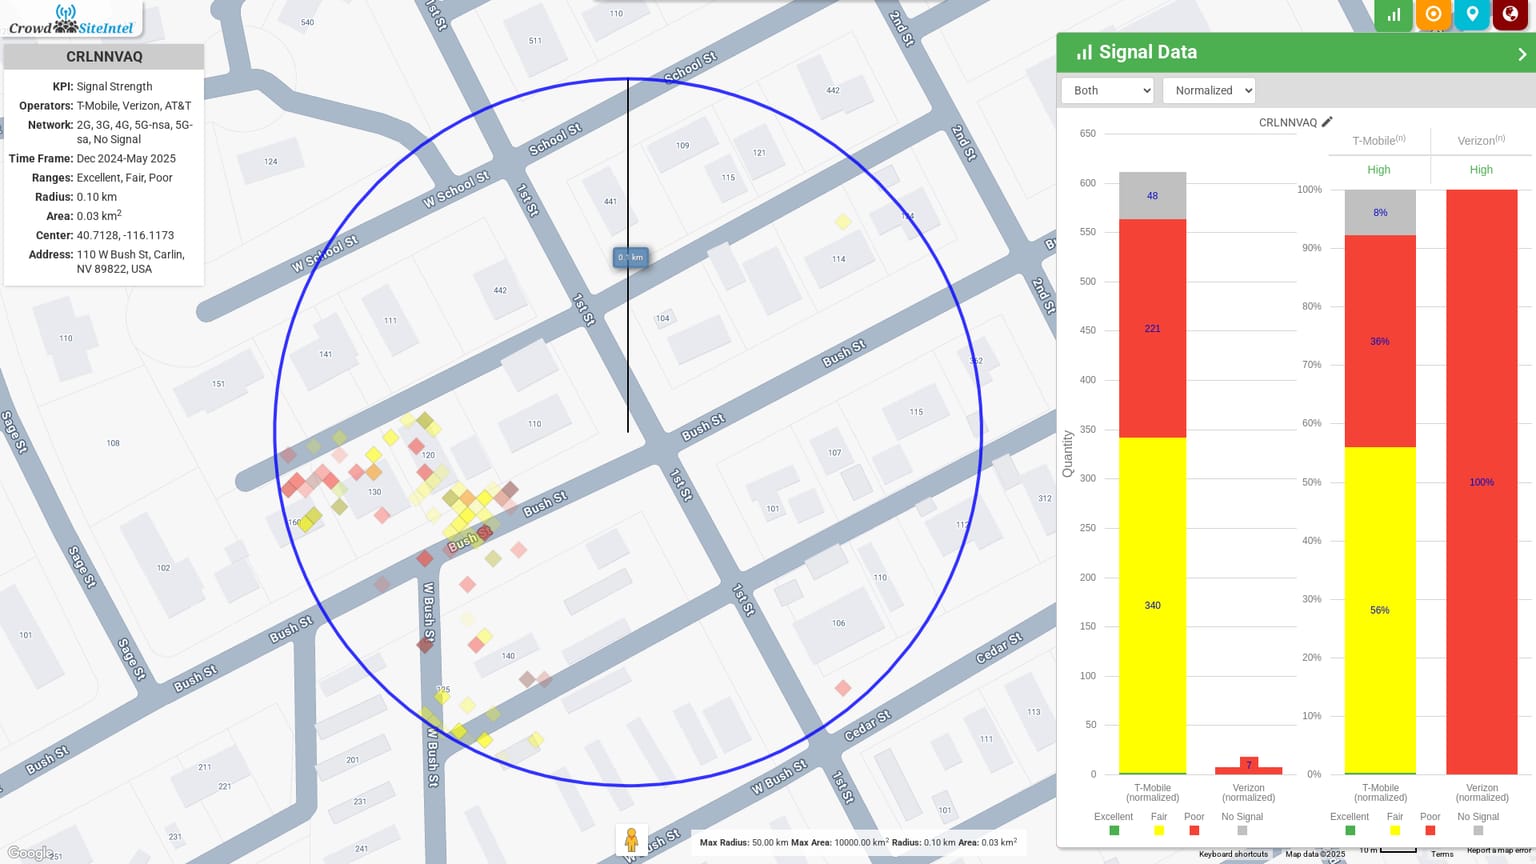 Crowd SiteIntel
CRLNNVAQ
KPI: Signal Strength
Operators: T-Mobile, Verizon, AT&T
Network: 2G, 3G, 4G, 5G-nsa, 5G-
sa, No Signal
Time Frame: Dec 2024-May 2025
Ranges: Excellent, Fair, Poor
Radius: 0.10 km
Area: 0.03 km²
Center: 40.7128, -116.1173
Address: 110 W Bush St, Carlin,
NV 89822, USA
540
110
511
1st St
2nd St
School St
442
124
School St
109
121
2nd St
115
W School St
441
1st St
114
W School St
0.1 km
442
111
104
1st St
2nd St
110
141
151
Bush St
115
Sage St
108
110
Bush St
120
107
130
1st St
160
101
312
Bush St
112
Bush St
Sage St
102
110
W Bush St
1st St
101
Bush St
106
Sage St
140
Cedar St
Bush St
125
113
Cedar St
111
Bush St
W Bush St
201
211
221
W Bush St
1st St
231
241
231
101
251
W Bush St
Google
Max Radius: 50.00 km Max Area: 10000.00 km² Radius: 0.10 km Area: 0.03 km²
Keyboard shortcuts
Map data ©2025
10 m
Terms
Report a map error
Signal Data
Both
Normalized
CRLNNVAQ
T-Mobile(n)
Verizon(n)
High
High
Quantity
650
600
550
500
450
400
350
300
250
200
150
100
50
0
48
221
340
7
T-Mobile
(normalized)
Verizon
(normalized)
Excellent
Fair
Poor
No Signal
100%
90%
80%
70%
60%
50%
40%
30%
20%
10%
0%
8%
36%
56%
100%
T-Mobile
(normalized)
Verizon
(normalized)
Excellent
Fair
Poor
No Signal